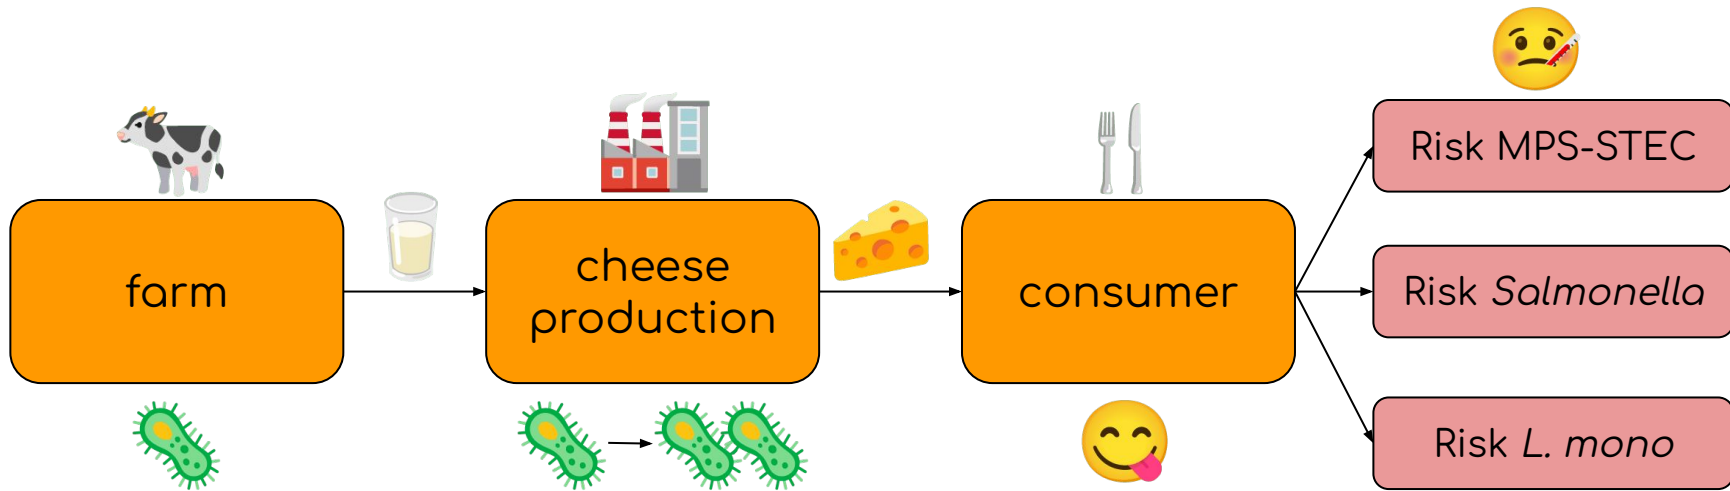 farm
cheese
production
consumer
Risk MPS-STEC
Risk Salmonella
Risk L. mono